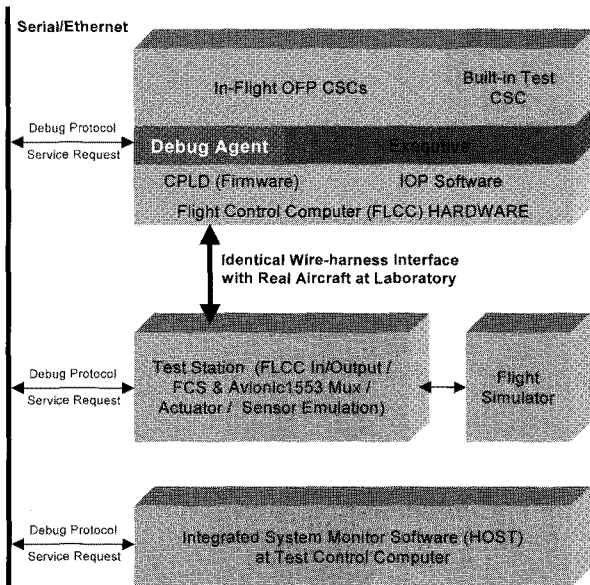 Serial/Ethernet
In-Flight OFP CSCs
Built-in Test
CSC
Debug Protocol
Service Request
Debug Agent
Executive
CPLD (Firmware)
IOP Software
Flight Control Computer (FLCC) HARDWARE
Identical Wire-harness Interface
with Real Aircraft at Laboratory
Debug Protocol
Service Request
Test Station (FLCC In/Output /
FCS & Avionic1553 Mux /
Actuator / Sensor Emulation)
Flight
Simulator
Debug Protocol
Service Request
Integrated System Monitor Software (HOST)
at Test Control Computer